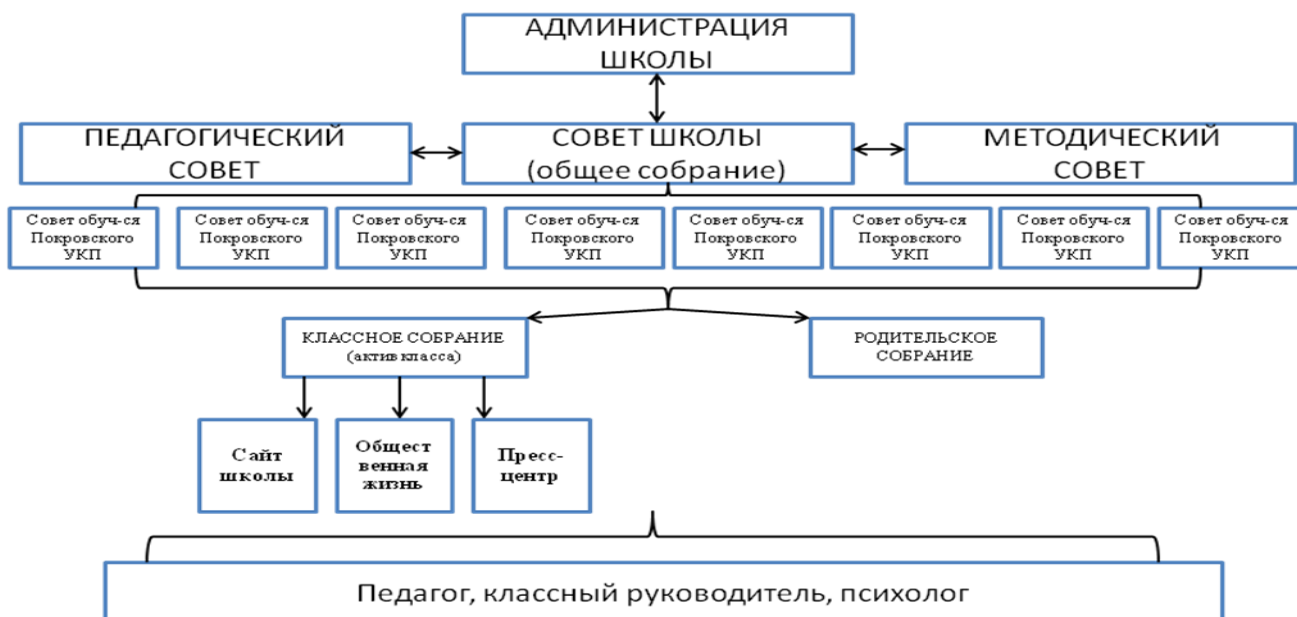 АДМИНИСТРАЦИЯ
ШКОЛЫ
ПЕДАГОГИЧЕСКИЙ
СОВЕТ
СОВЕТ ШКОЛЫ
(общее собрание)
МЕТОДИЧЕСКИЙ
СОВЕТ
Совет обуч-ся
Покровского
УКП
Совет обуч-ся
Покровского
УКП
Совет обуч-ся
Покровского
УКП
Совет обуч-ся
Покровского
УКП
Совет обуч-ся
Покровского
УКП
Совет обуч-ся
Покровского
УКП
Совет обуч-ся
Покровского
УКП
Совет обуч-ся
Покровского
УКП
КЛАССНОЕ СОБРАНИЕ
(актив класса)
РОДИТЕЛЬСКОЕ
СОБРАНИЕ
Сайт
школы
Общест
венная
жизнь
Пресс-
центр
Педагог, классный руководитель, психолог